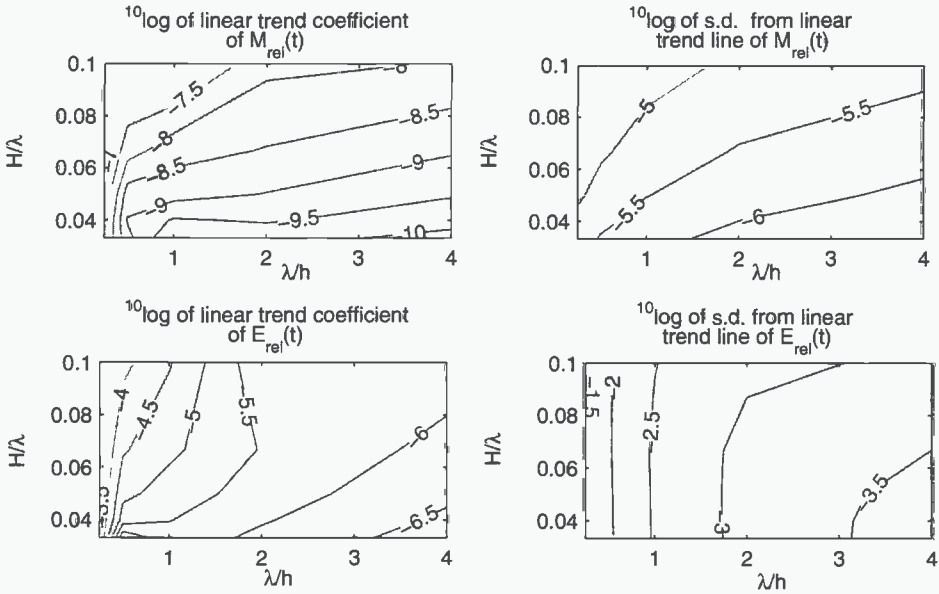 10log of linear trend coefficient
of Mrel(t)
H/λ
0.1
0.08
0.06
0.04
-7.5
-8
-8
-8.5
-8.5
-9
-9
-9.5
-10
1 2 3 4
λ/h
10log of s.d. from linear
trend line of Mrel(t)
H/λ
0.1
0.08
0.06
0.04
-5
-5.5
-5.5
-6
1 2 3 4
λ/h
10log of linear trend coefficient
of Erel(t)
H/λ
0.1
0.08
0.06
0.04
-4
-4.5
-5
-5.5
-6
-6.5
1 2 3 4
λ/h
10log of s.d. from linear
trend line of Erel(t)
H/λ
0.1
0.08
0.06
0.04
-1.5
-2
-2.5
-3
-3.5
1 2 3 4
λ/h